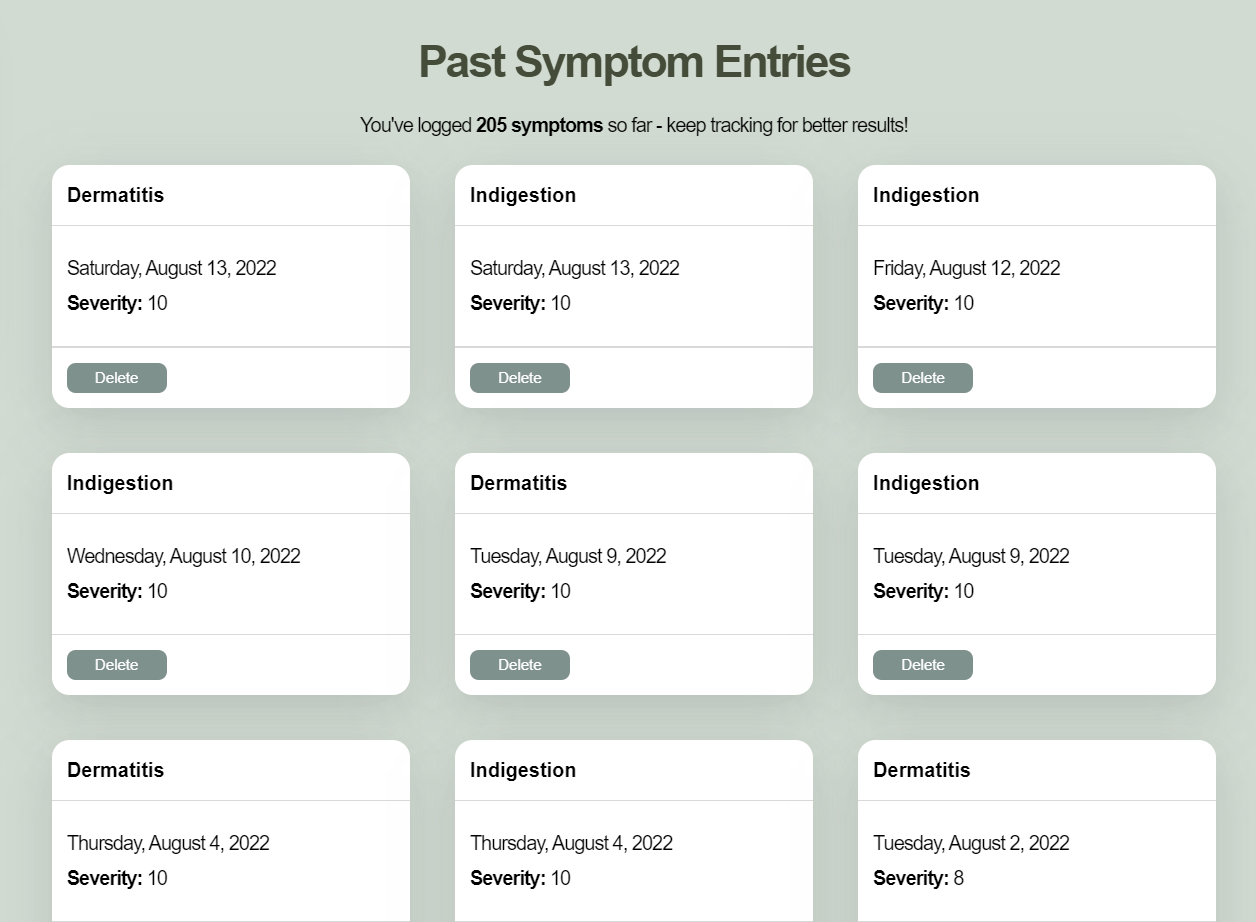 Past Symptom Entries
You've logged 205 symptoms so far - keep tracking for better results!
Dermatitis
Saturday, August 13, 2022
Severity: 10
Delete
Indigestion
Saturday, August 13, 2022
Severity: 10
Delete
Indigestion
Friday, August 12, 2022
Severity: 10
Delete
Indigestion
Wednesday, August 10, 2022
Severity: 10
Delete
Dermatitis
Tuesday, August 9, 2022
Severity: 10
Delete
Indigestion
Tuesday, August 9, 2022
Severity: 10
Delete
Dermatitis
Thursday, August 4, 2022
Severity: 10
Indigestion
Thursday, August 4, 2022
Severity: 10
Dermatitis
Tuesday, August 2, 2022
Severity: 8